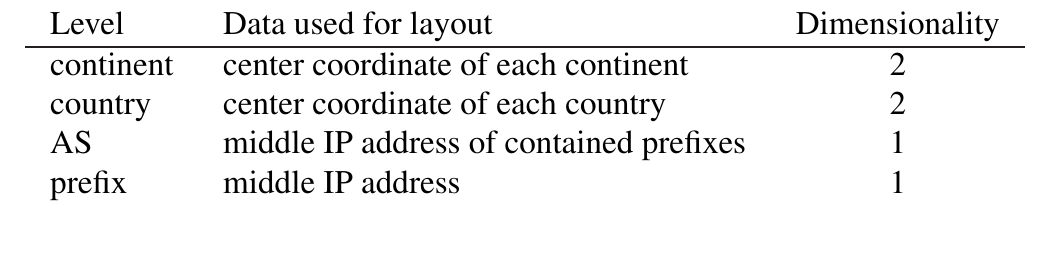 Level Data used for layout Dimensionality
continent center coordinate of each continent 2
country center coordinate of each country 2
AS middle IP address of contained prefixes 1
prefix middle IP address 1